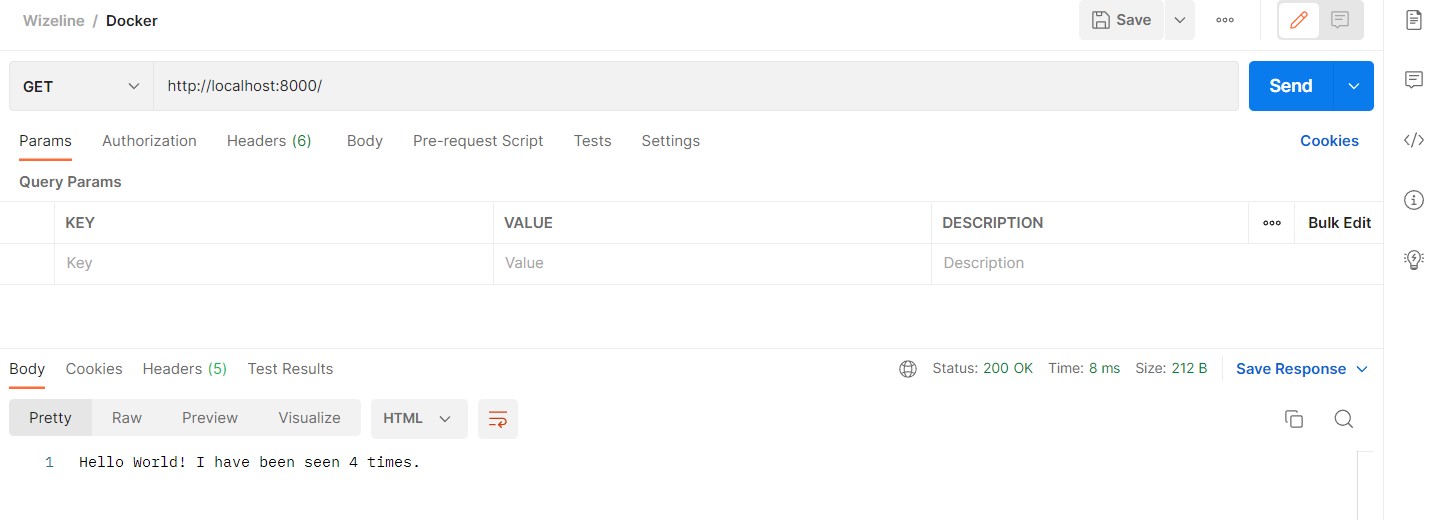 Wizeline / Docker
Save
GET
http://localhost:8000/
Send
Params Authorization Headers (6) Body Pre-request Script Tests Settings Cookies
Query Params
KEY VALUE DESCRIPTION Bulk Edit
Key Value Description
Body Cookies Headers (5) Test Results Status: 200 OK Time: 8 ms Size: 212 B Save Response
Pretty Raw Preview Visualize HTML
1 Hello World! I have been seen 4 times.